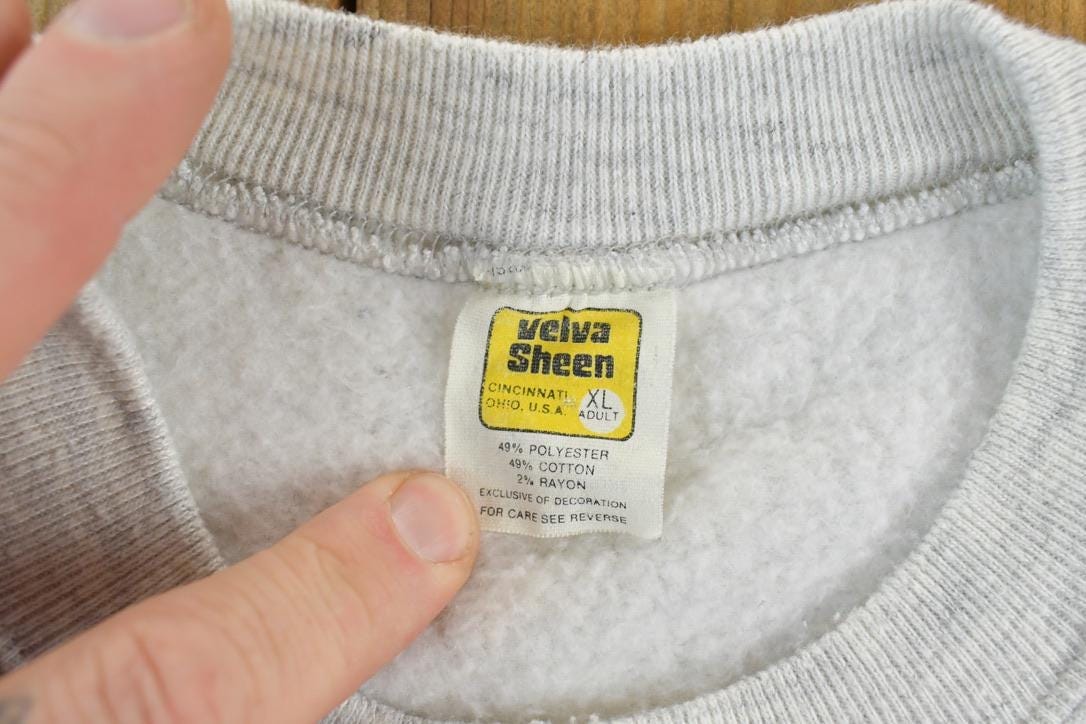 Velva
Sheen
CINCINNATI,
OHIO, U.S.A.
XL
ADULT
49% POLYESTER
49% COTTON
2% RAYON
EXCLUSIVE OF DECORATION
FOR CARE SEE REVERSE